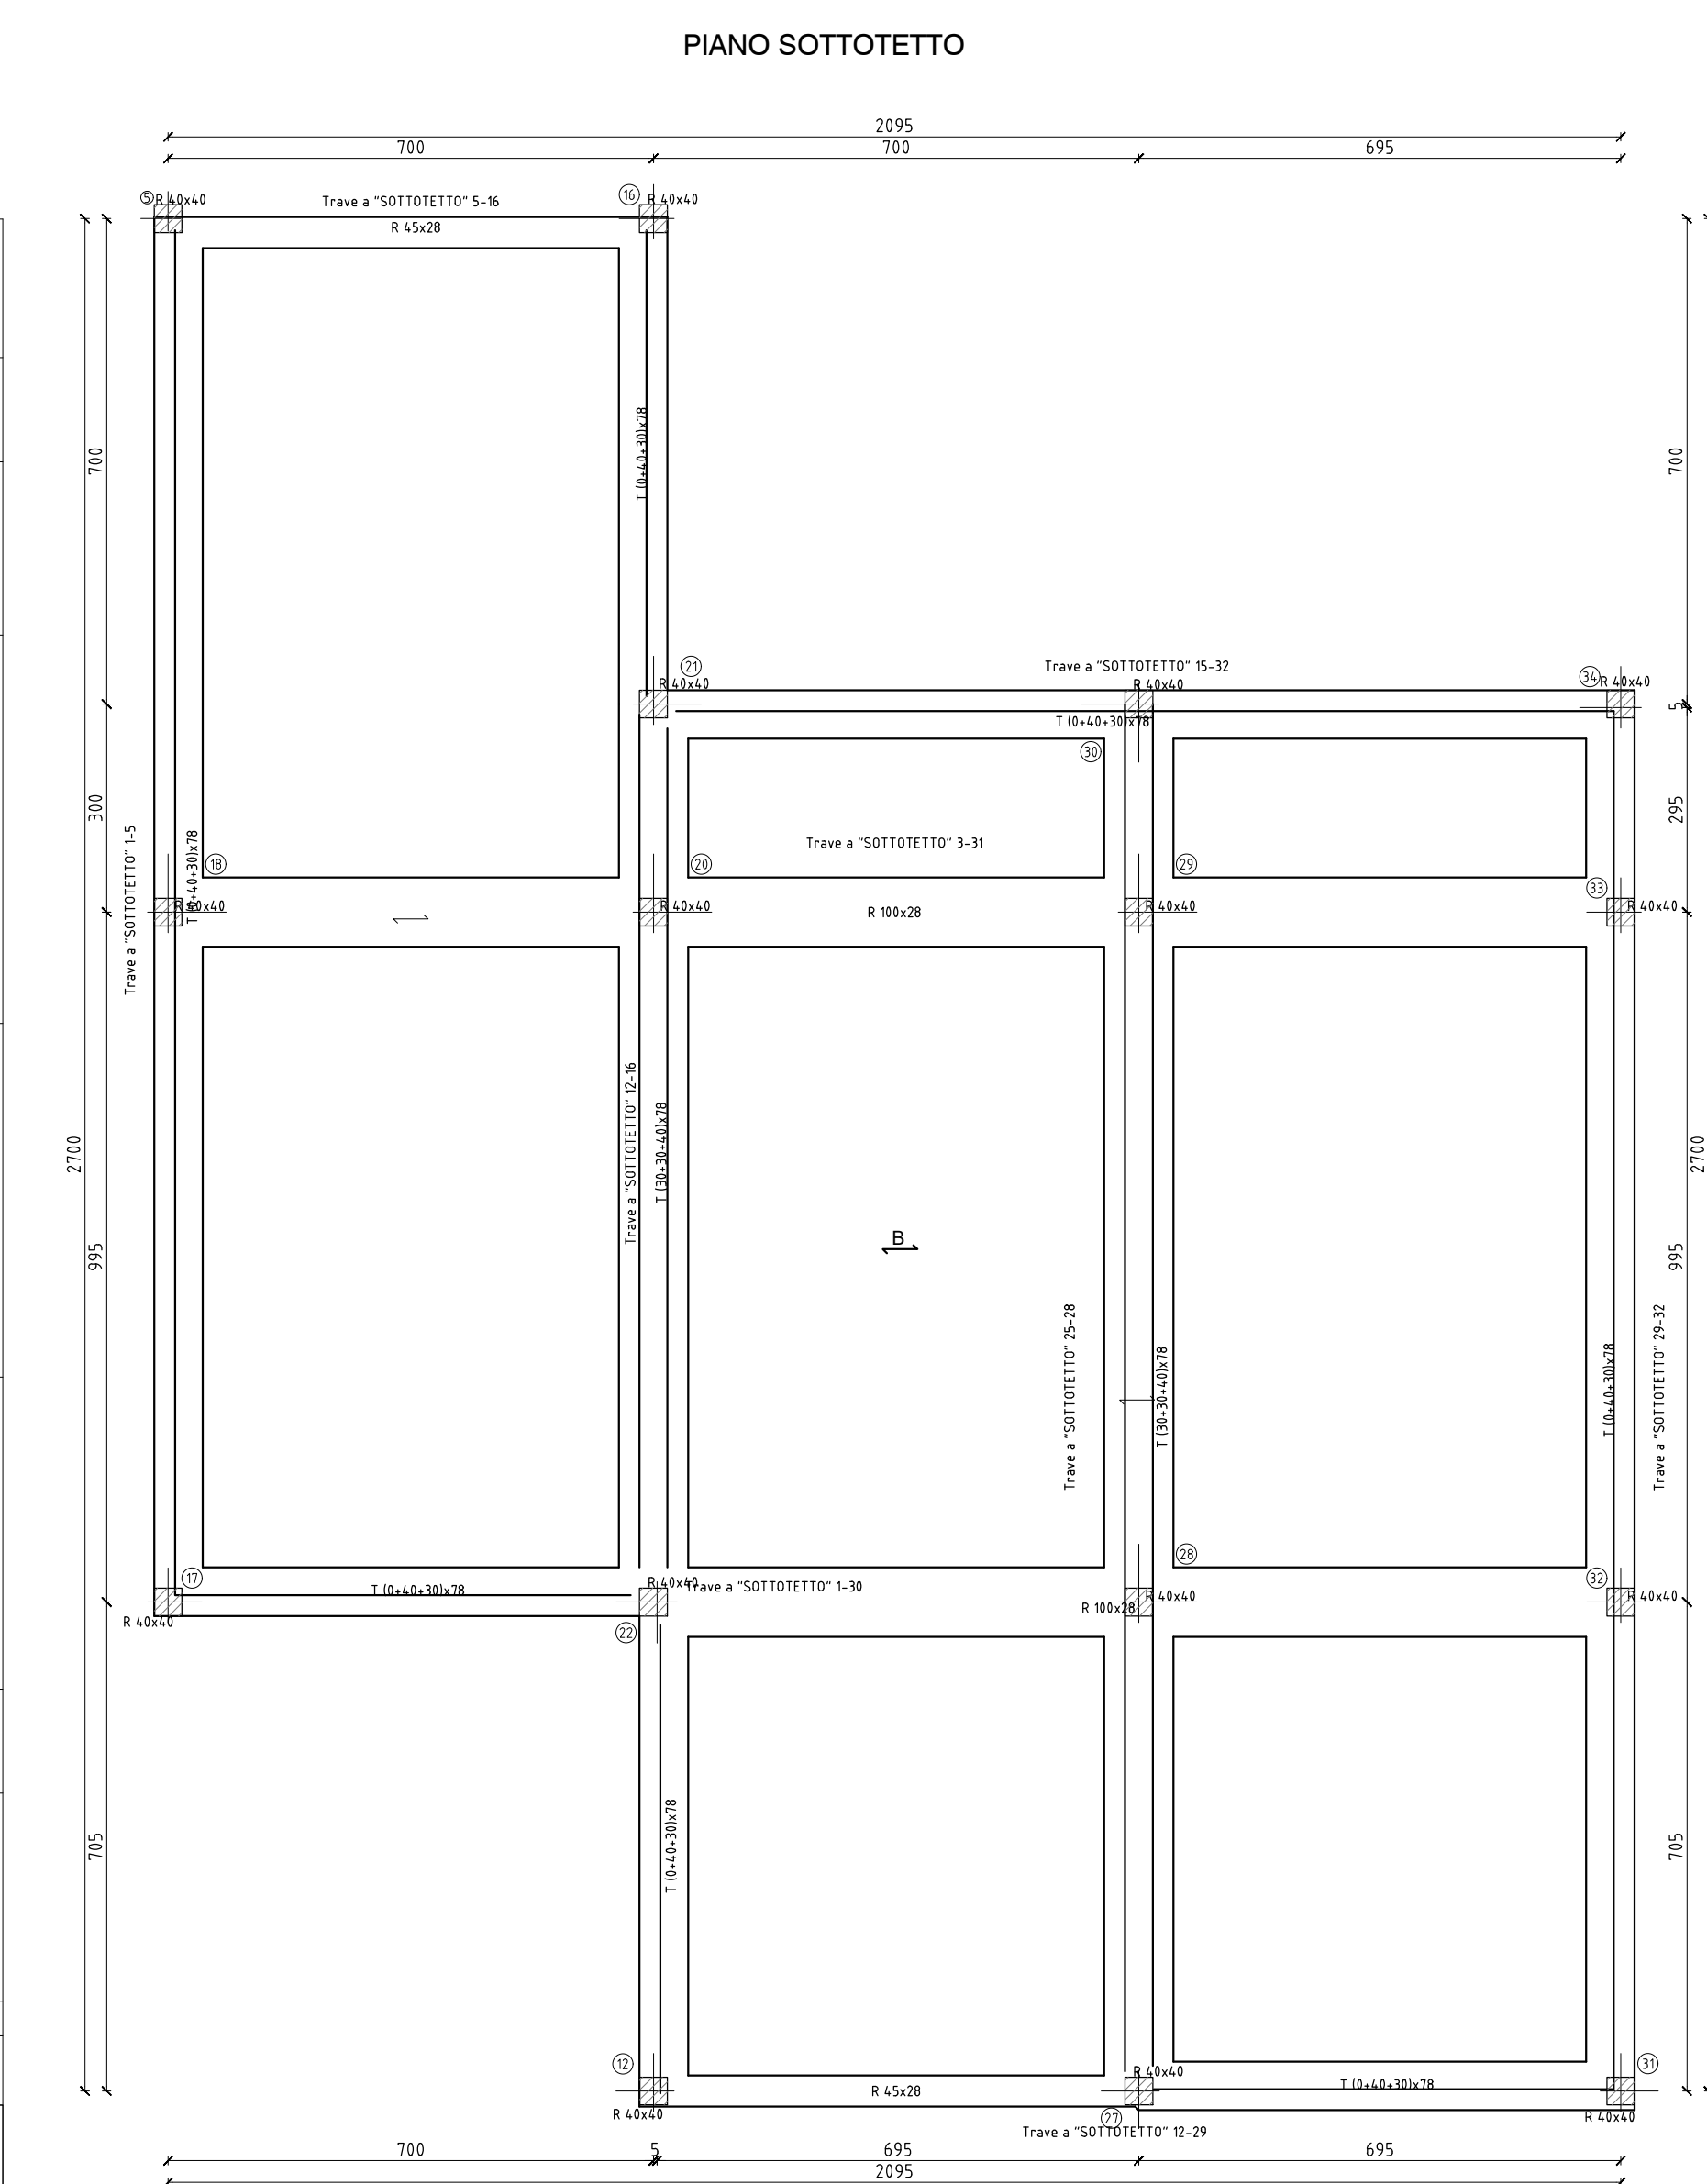 PIANO SOTTOTETTO
2095
700 700 695
5 R 40x40
Trave a "SOTTOTETTO" 5-16
16 R 40x40
R 45x28
T (0+40+30)x78
700
700
21
R 40x40
Trave a "SOTTOTETTO" 15-32
R 40x40
34 R 40x40
T (0+40+30)x78
5
30
300
295
Trave a "SOTTOTETTO" 3-31
Trave a "SOTTOTETTO" 1-5
T (0+40+30)x78
18
20
29
33
R 40x40
R 40x40
R 100x28
R 40x40
R 40x40
2700
2700
Trave a "SOTTOTETTO" 12-16
T (30+30+40)x78
B
995
995
Trave a "SOTTOTETTO" 25-28
T (30+30+40)x78
T (0+40+30)x78
Trave a "SOTTOTETTO" 29-32
28
17
32
T (0+40+30)x78
R 40x40
Trave a "SOTTOTETTO" 1-30
R 40x40
R 40x40
R 100x28
R 40x40
22
T (0+40+30)x78
705
705
12
R 40x40
31
R 45x28
T (0+40+30)x78
R 40x40
27
R 40x40
Trave a "SOTTOTETTO" 12-29
700 5 695 695
2095